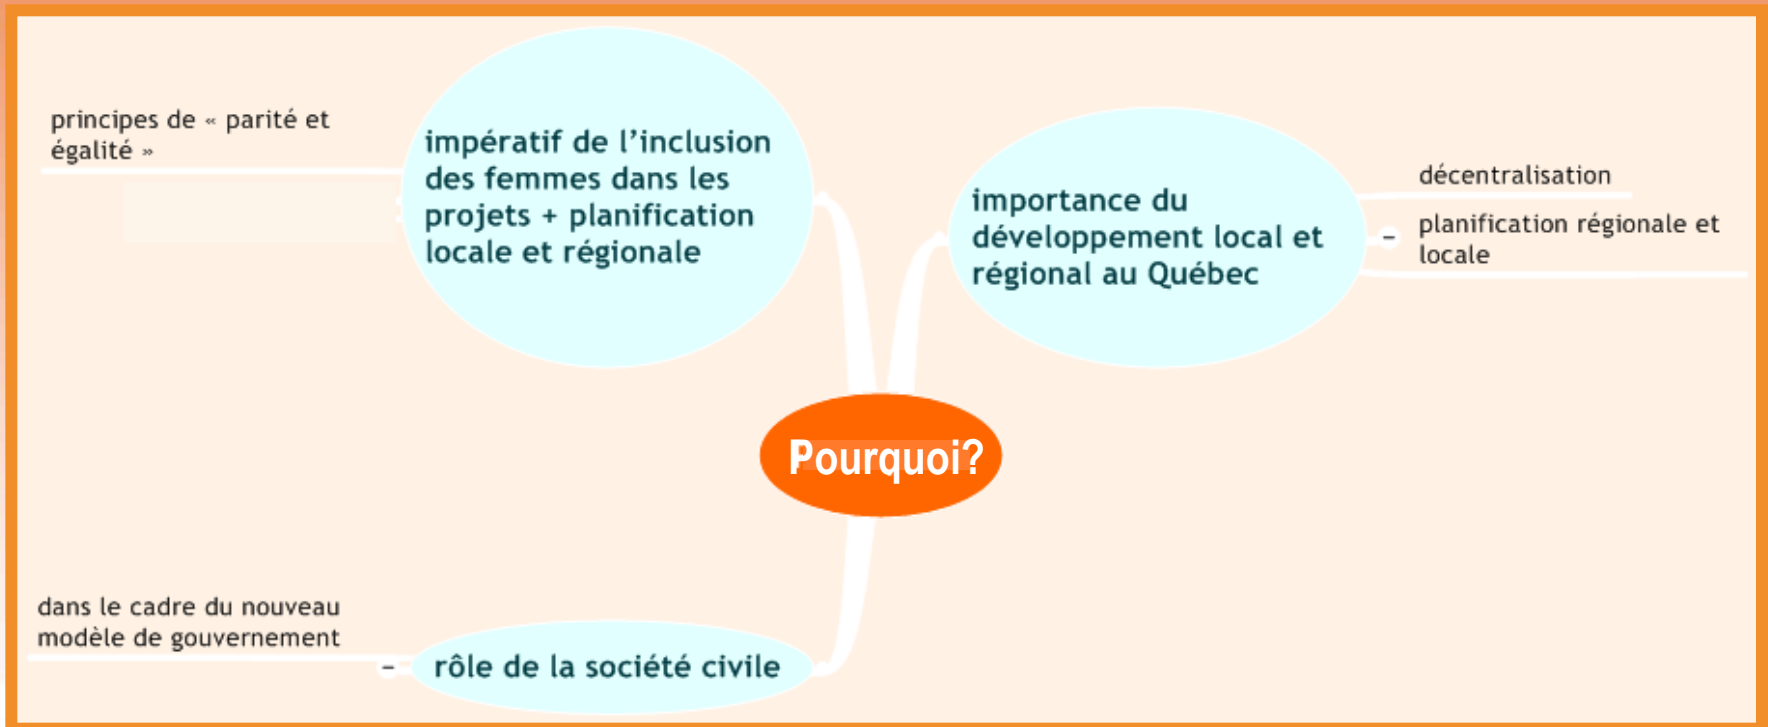 principes de « parité et
égalité »
impératif de l’inclusion
des femmes dans les
projets + planification
locale et régionale
importance du
développement local et
régional au Québec
décentralisation
planification régionale et
locale
Pourquoi?
dans le cadre du nouveau
modèle de gouvernement
rôle de la société civile